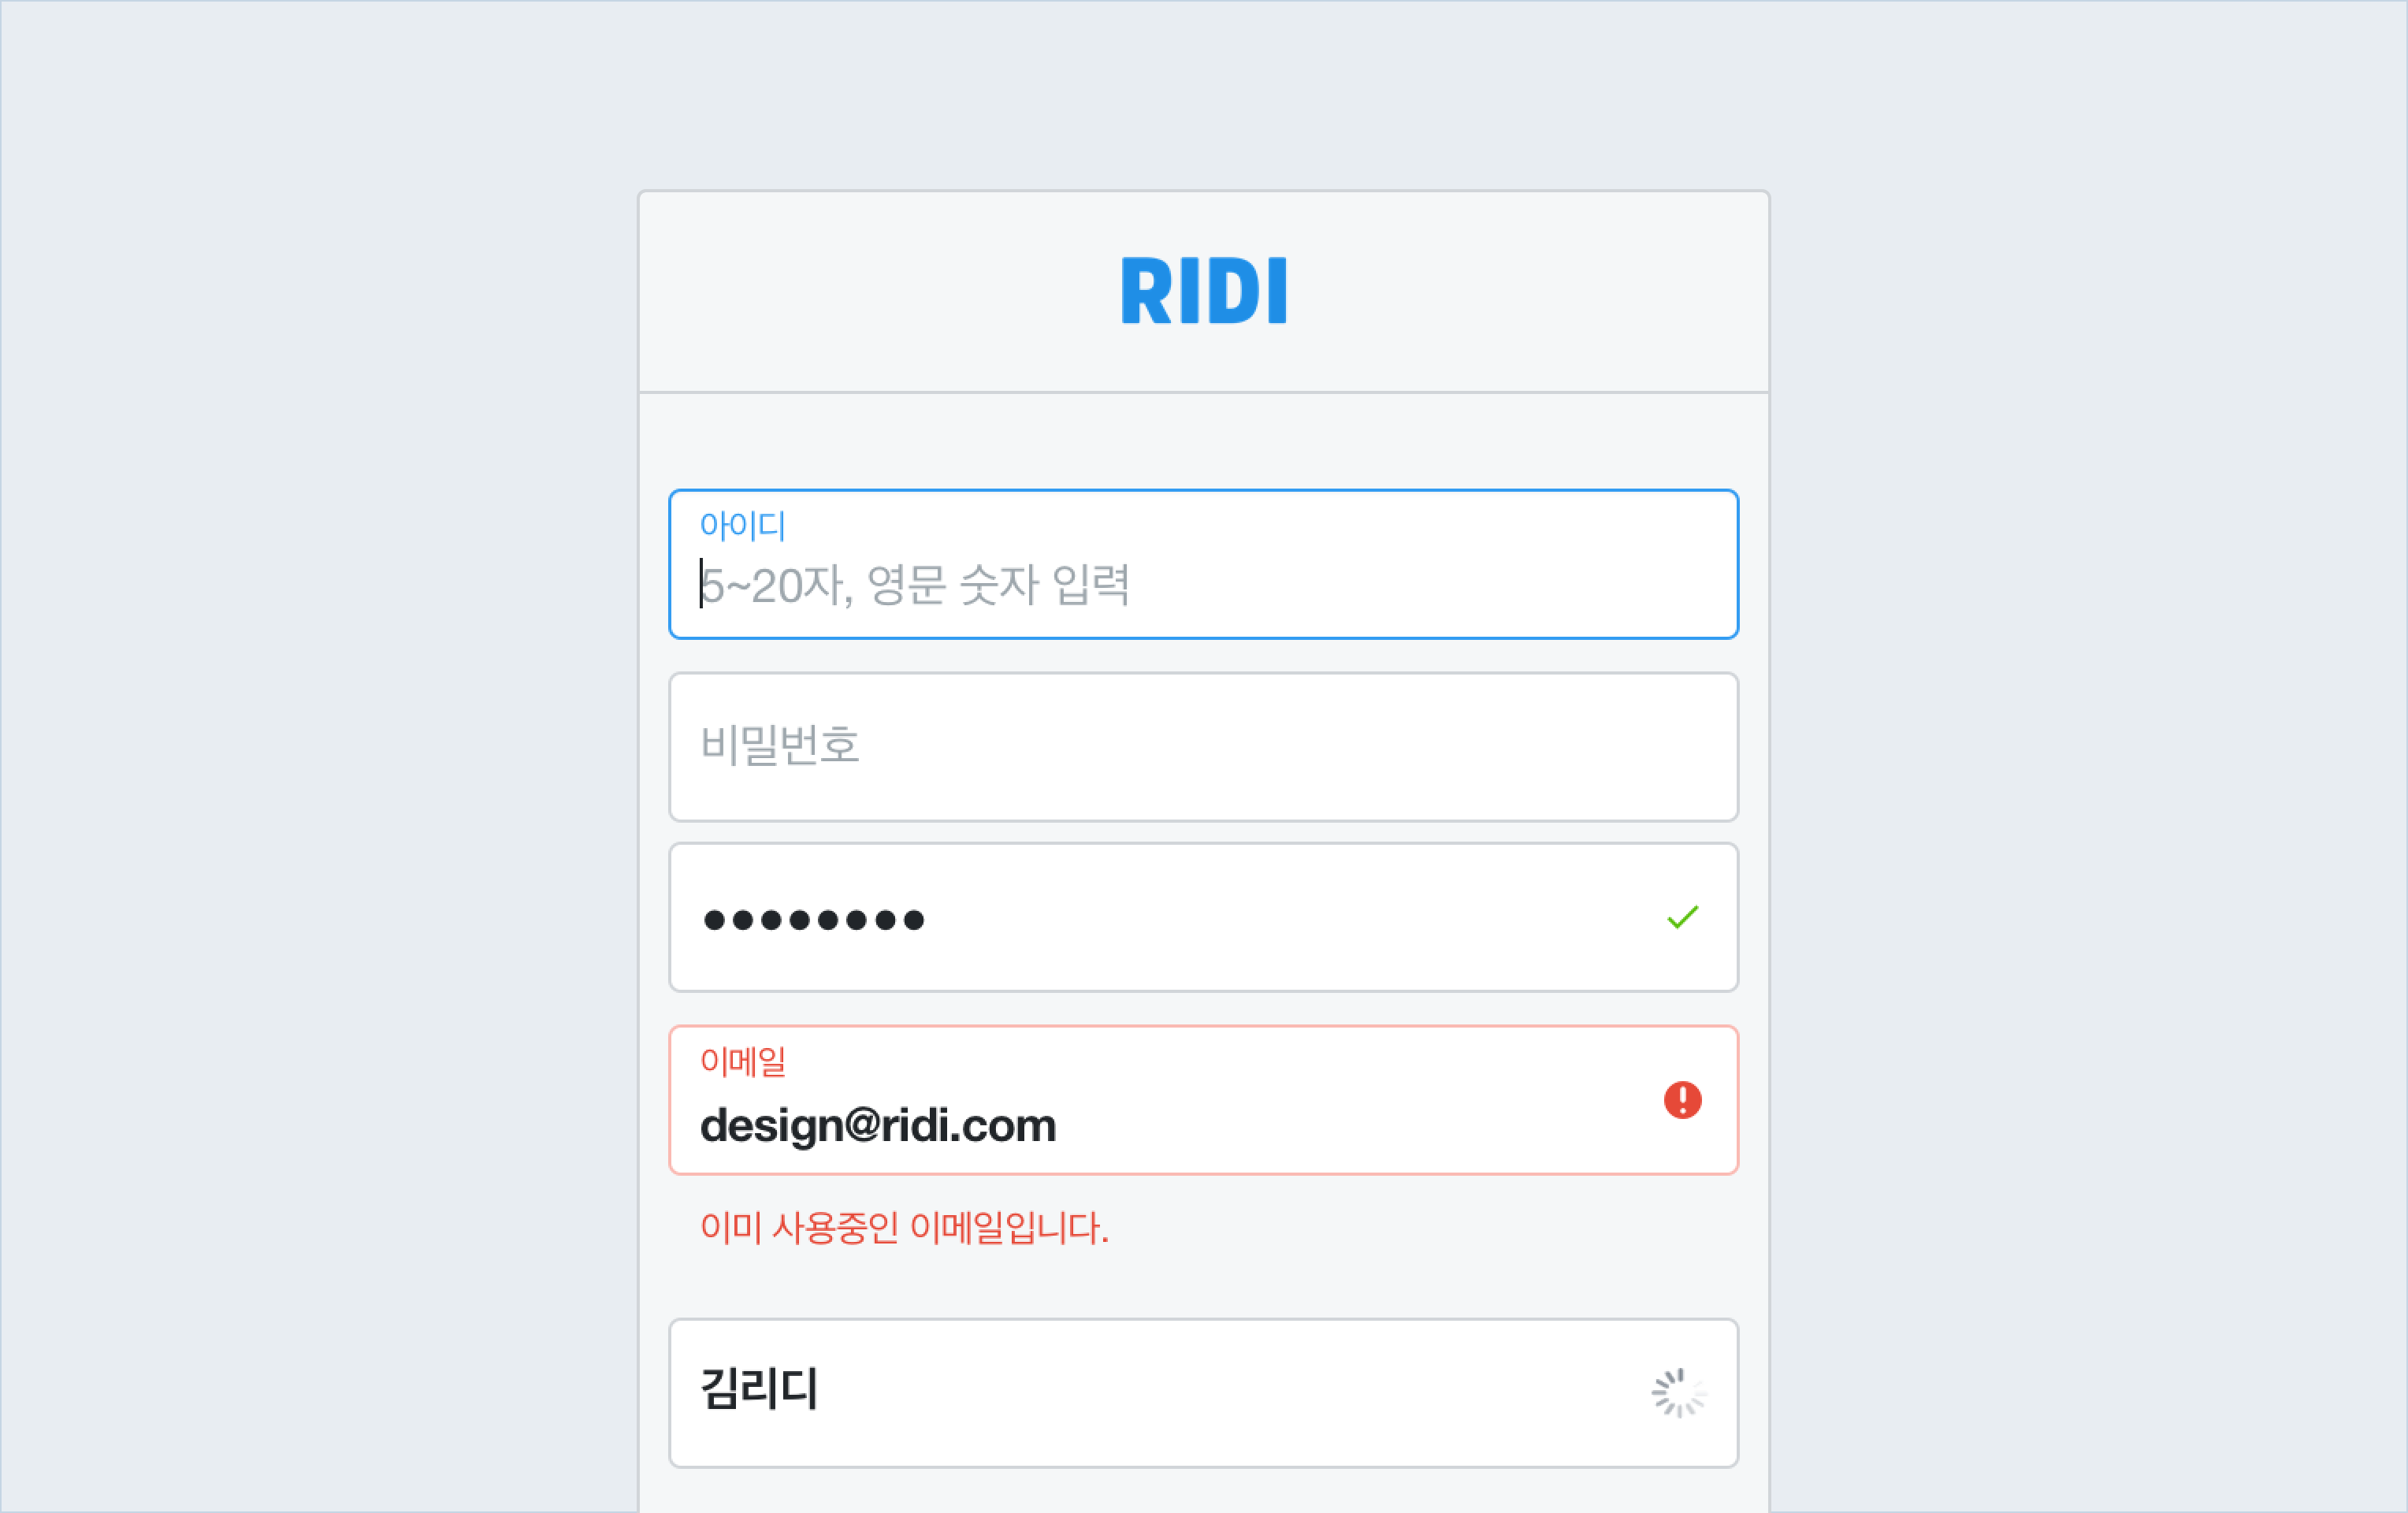 RIDI
아이디
5~20자, 영문 숫자 입력
비밀번호
●●●●●●●●
이메일
design@ridi.com
이미 사용중인 이메일입니다.
김리디